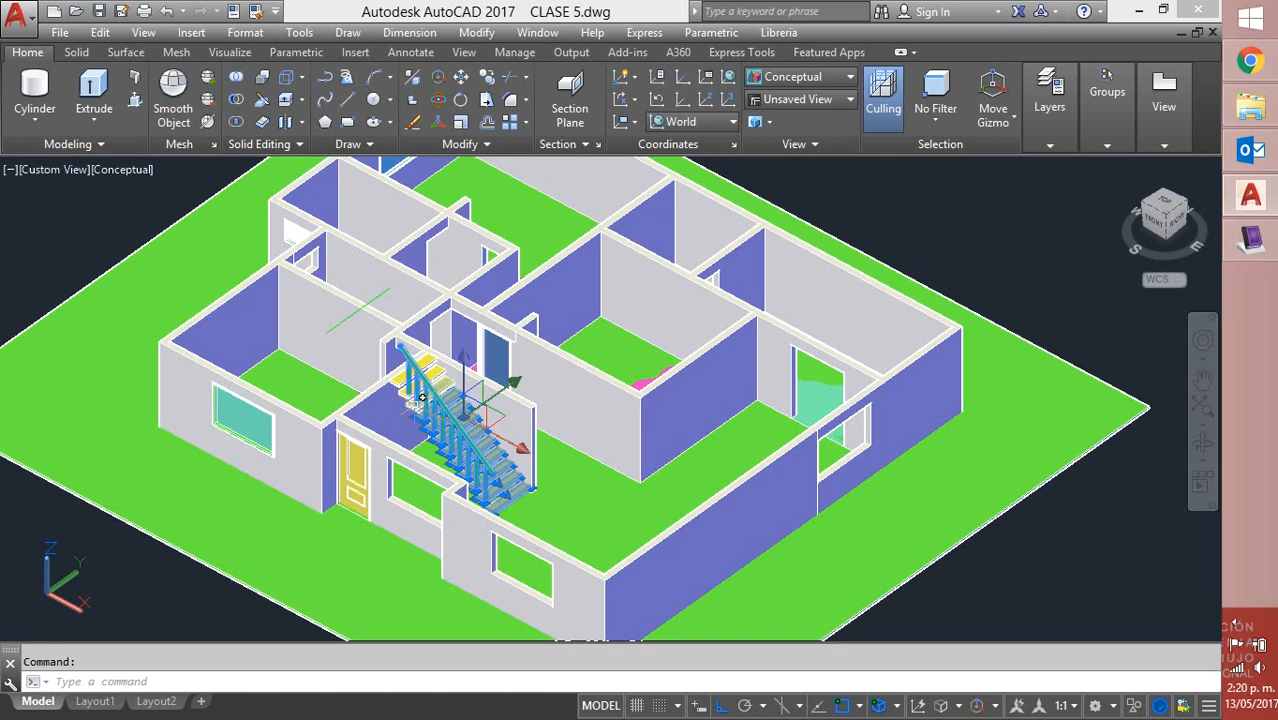 Autodesk AutoCAD 2017 CLASE 5.dwg
Type a keyword or phrase
Sign In
File Edit View Insert Format Tools Draw Dimension Modify Window Help Express Parametric Libreria
Home Solid Surface Mesh Visualize Parametric Insert Annotate View Manage Output Add-ins A360 Express Tools Featured Apps
Cylinder
Extrude
Smooth
Object
Section
Plane
Conceptual
Unsaved View
World
Culling
No Filter
Move
Gizmo
Layers
Groups
View
Modeling
Mesh
Solid Editing
Draw
Modify
Section
Coordinates
View
Selection
[−][Custom View][Conceptual]
TOP
FRONT
RIGHT
W
S
E
WCS
Z
Y
X
Command:
Type a command
Model Layout1 Layout2 +
MODEL
1:1
2:20 p. m.
13/05/2017